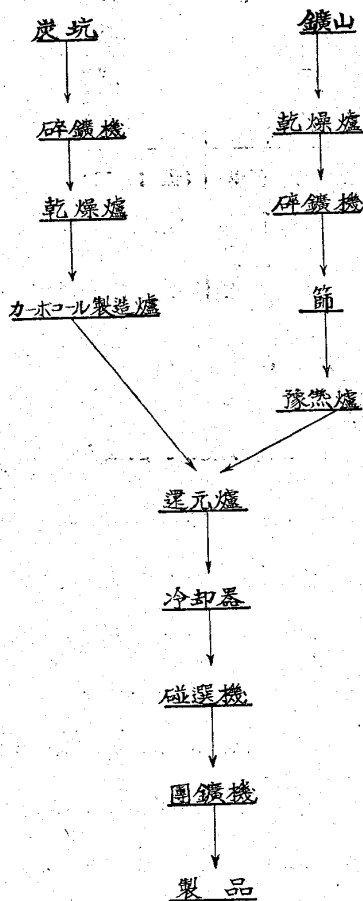 炭坑
碎鑛機
乾燥爐
カーボコール製造爐
鑛山
乾燥爐
碎鑛機
篩
豫熱爐
還元爐
冷却器
磁選機
團鑛機
製品